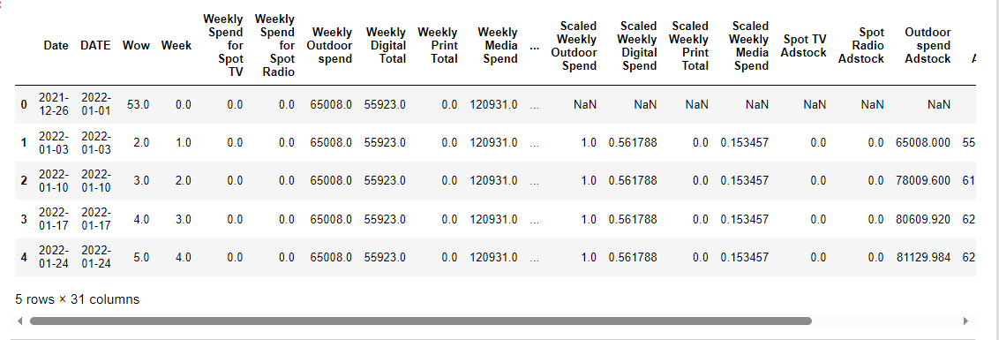 Date DATE Wow Week Weekly Spend for Spot TV Weekly Spend for Spot Radio Weekly Outdoor spend Weekly Digital Total Weekly Print Total Weekly Media Spend ... Scaled Weekly Outdoor Spend Scaled Weekly Digital Spend Scaled Weekly Print Total Scaled Weekly Media Spend Spot TV Adstock Spot Radio Adstock Outdoor spend Adstock
0 2021-12-26 2022-01-01 53.0 0.0 0.0 0.0 65008.0 55923.0 0.0 120931.0 ... NaN NaN NaN NaN NaN NaN NaN
1 2022-01-03 2022-01-03 2.0 1.0 0.0 0.0 65008.0 55923.0 0.0 120931.0 ... 1.0 0.561788 0.0 0.153457 0.0 0.0 65008.000 55
2 2022-01-10 2022-01-10 3.0 2.0 0.0 0.0 65008.0 55923.0 0.0 120931.0 ... 1.0 0.561788 0.0 0.153457 0.0 0.0 78009.600 61
3 2022-01-17 2022-01-17 4.0 3.0 0.0 0.0 65008.0 55923.0 0.0 120931.0 ... 1.0 0.561788 0.0 0.153457 0.0 0.0 80609.920 62
4 2022-01-24 2022-01-24 5.0 4.0 0.0 0.0 65008.0 55923.0 0.0 120931.0 ... 1.0 0.561788 0.0 0.153457 0.0 0.0 81129.984 62
5 rows × 31 columns